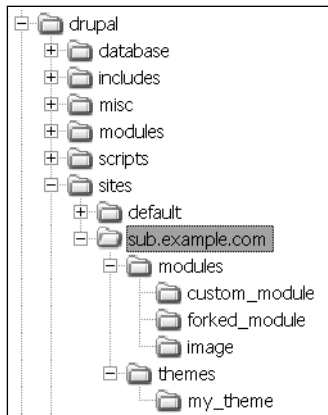 drupal
database
includes
misc
modules
scripts
sites
default
sub.example.com
modules
custom_module
forked_module
image
themes
my_theme